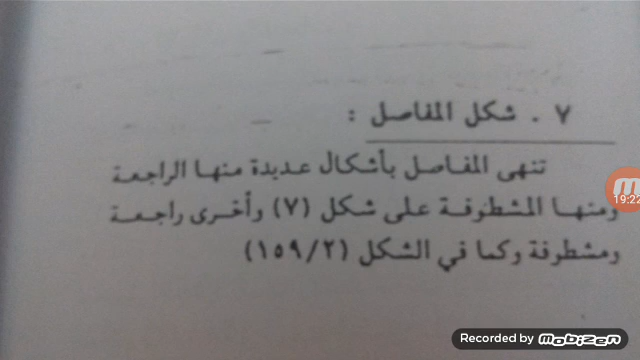 ٧ . شكل المفاصل :
تنهى المفاصل بأشكال عديدة منها الراجعة
ومنها المشطوفة على شكل (٧) وأخرى راجعة
ومشطوفة وكما في الشكل (١٥٩/٢)
19:22
Recorded by mobizen